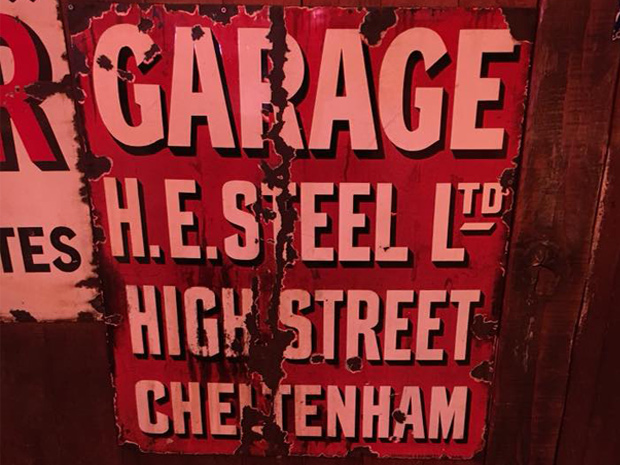 GARAGE
H.E.STEEL LTD
HIGH STREET
CHELTENHAM
R
TES